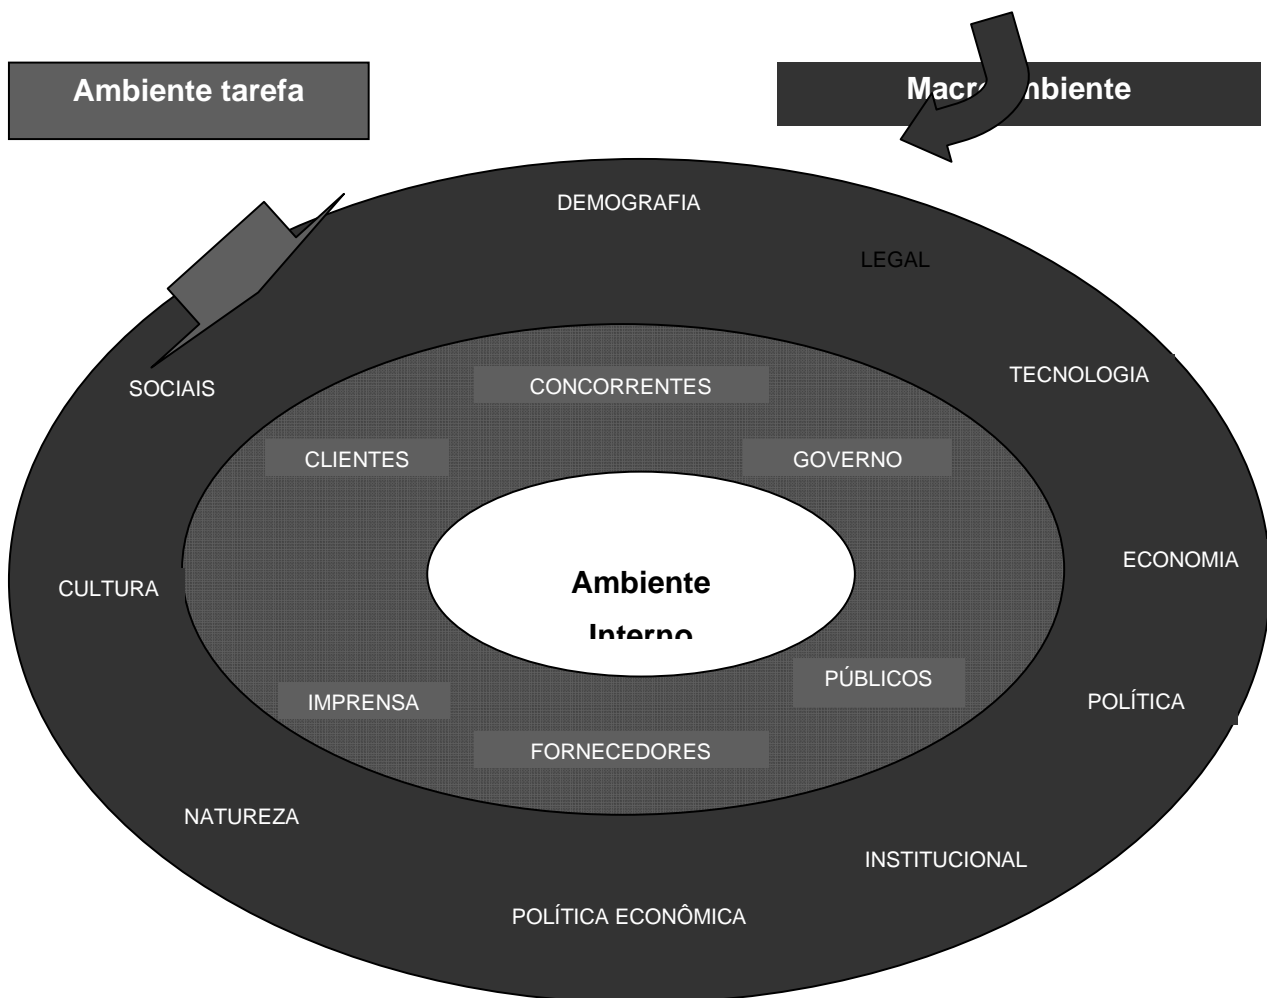 Ambiente tarefa
Macroambiente
DEMOGRAFIA
LEGAL
TECNOLOGIA
SOCIAIS
CONCORRENTES
CLIENTES
GOVERNO
ECONOMIA
CULTURA
Ambiente
Interno
PÚBLICOS
IMPRENSA
POLÍTICA
FORNECEDORES
NATUREZA
INSTITUCIONAL
POLÍTICA ECONÔMICA